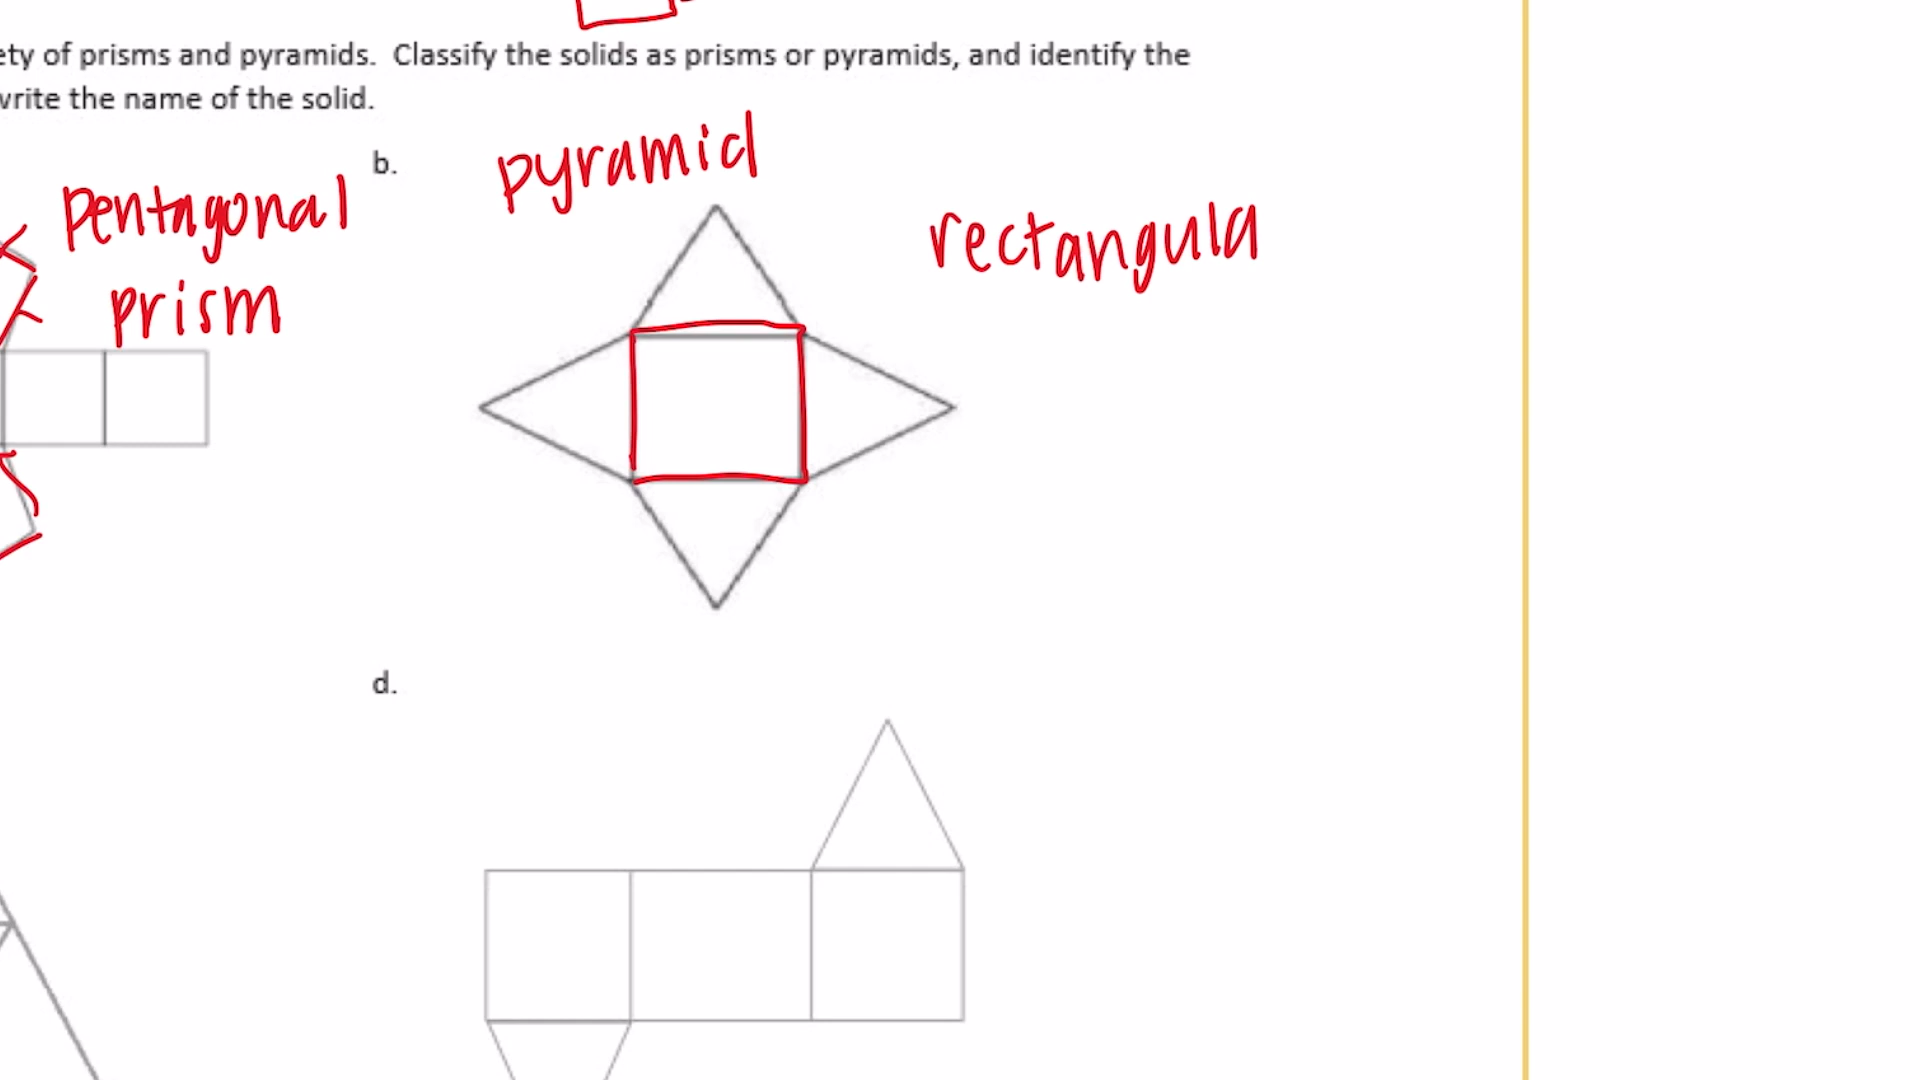 ety of prisms and pyramids. Classify the solids as prisms or pyramids, and identify the
write the name of the solid.
b.
pyramid
Pentagonal
prism
rectangula
d.